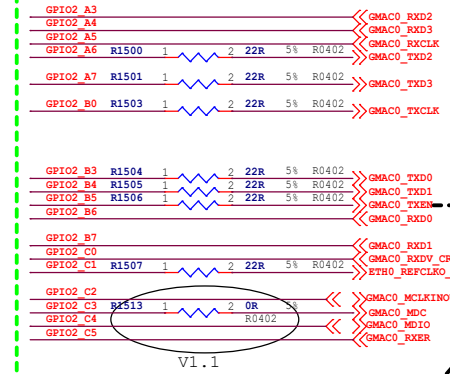 GPIO2_A3 GMAC0_RXD2
GPIO2_A4 GMAC0_RXD3
GPIO2_A5 GMAC0_RXCLK
GPIO2_A6 R1500 1 2 22R 5% R0402 GMAC0_TXD2
GPIO2_A7 R1501 1 2 22R 5% R0402 GMAC0_TXD3
GPIO2_B0 R1503 1 2 22R 5% R0402 GMAC0_TXCLK
GPIO2_B3 R1504 1 2 22R 5% R0402 GMAC0_TXD0
GPIO2_B4 R1505 1 2 22R 5% R0402 GMAC0_TXD1
GPIO2_B5 R1506 1 2 22R 5% R0402 GMAC0_TXEN
GPIO2_B6 GMAC0_RXD0
GPIO2_B7 GMAC0_RXD1
GPIO2_C0 GMAC0_RXDV_CR
GPIO2_C1 R1507 1 2 22R 5% R0402 ETH0_REFCLKO_
GPIO2_C2 GMAC0_MCLKINO
GPIO2_C3 R1513 1 2 0R 5% GMAC0_MDC
GPIO2_C4 R0402 GMAC0_MDIO
GPIO2_C5 GMAC0_RXER
V1.1